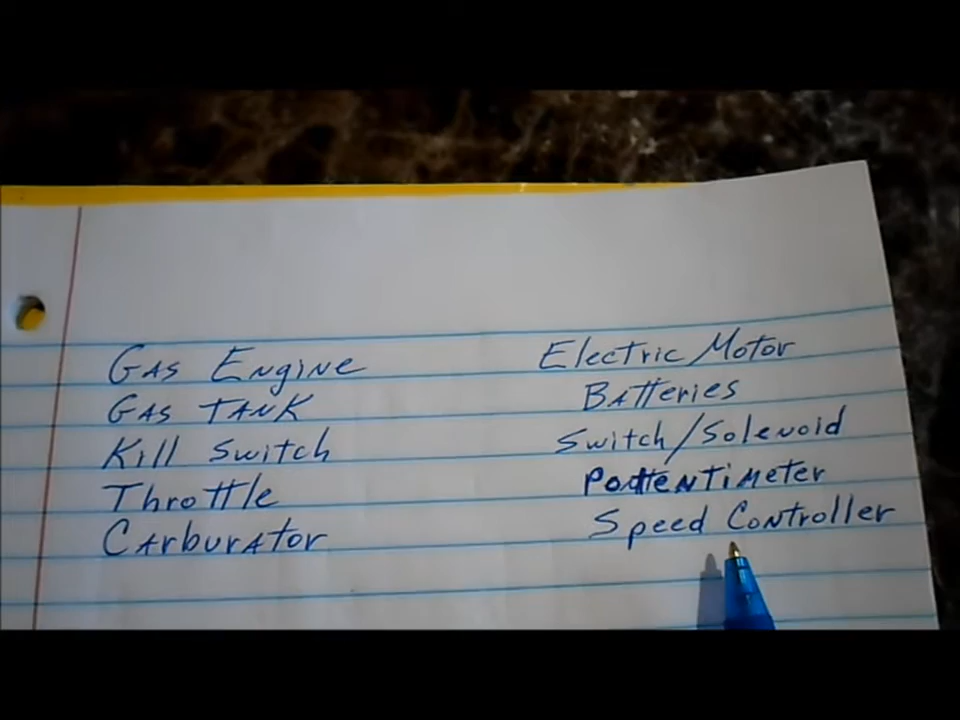 Gas Engine Electric Motor
Gas Tank Batteries
Kill Switch Switch/Solenoid
Throttle Pottentimeter
Carburator Speed Controller